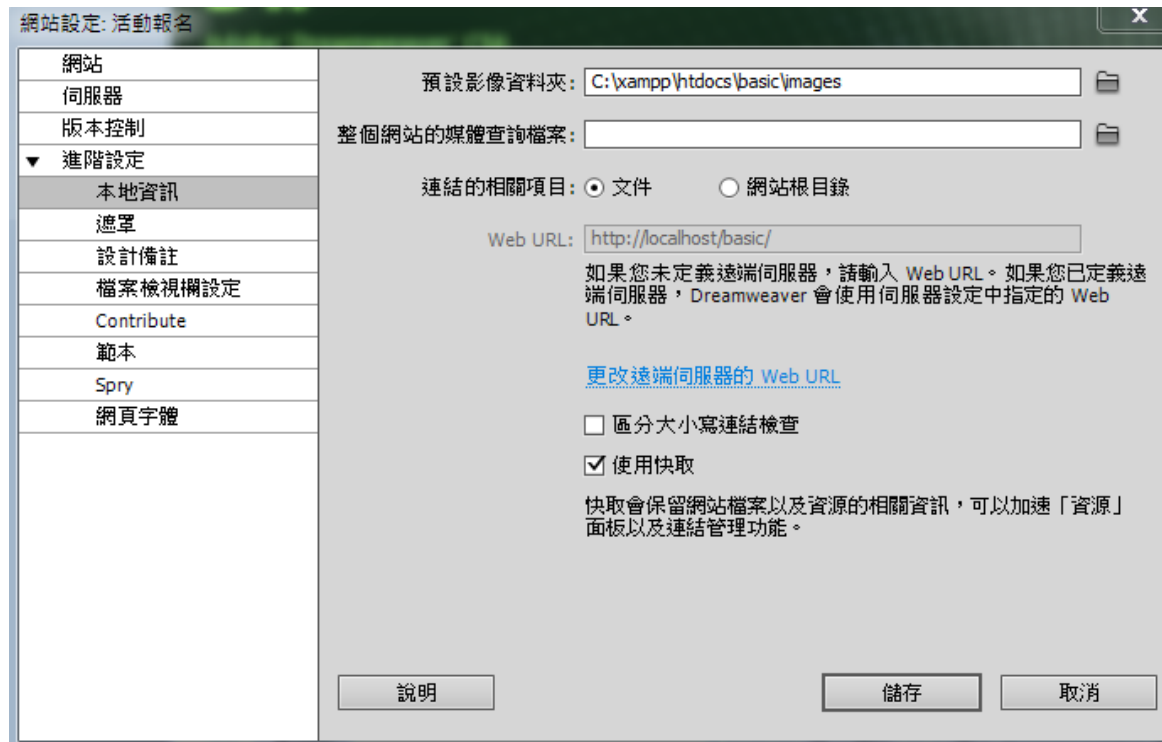 網站設定: 活動報名
X
網站
伺服器
版本控制
▼ 進階設定
本地資訊
遮罩
設計備註
檔案檢視欄設定
Contribute
範本
Spry
網頁字體
預設影像資料夾: C:\xampp\htdocs\basic\images
整個網站的媒體查詢檔案:
連結的相關項目: 文件 網站根目錄
Web URL: http://localhost/basic/
如果您未定義遠端伺服器，請輸入 Web URL。如果您已定義遠
端伺服器，Dreamweaver 會使用伺服器設定中指定的 Web
URL。
更改遠端伺服器的 Web URL
區分大小寫連結檢查
使用快取
快取會保留網站檔案以及資源的相關資訊，可以加速「資源」
面板以及連結管理功能。
說明 儲存 取消